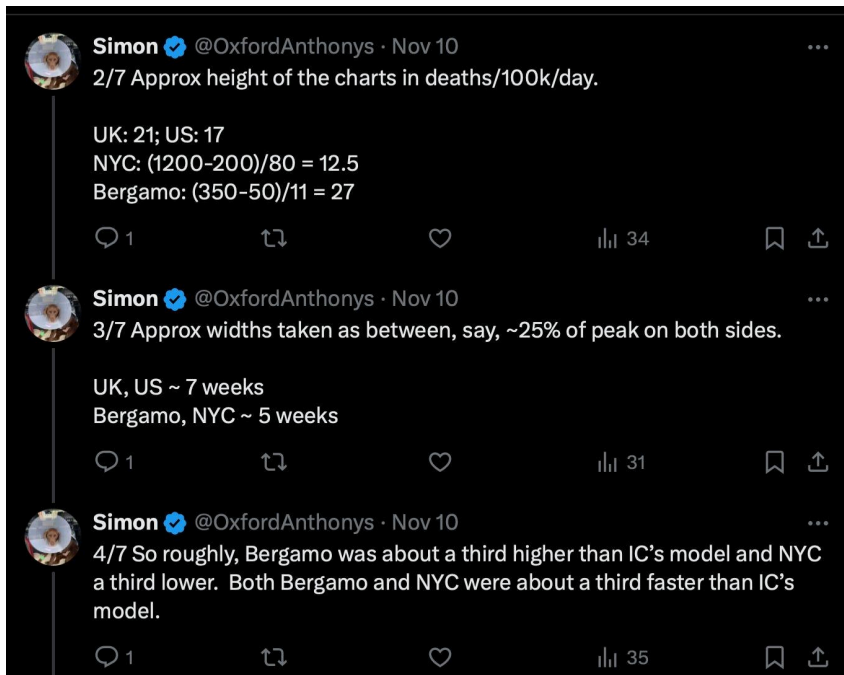 Simon @OxfordAnthonys · Nov 10
2/7 Approx height of the charts in deaths/100k/day.
UK: 21; US: 17
NYC: (1200-200)/80 = 12.5
Bergamo: (350-50)/11 = 27
1 34
Simon @OxfordAnthonys · Nov 10
3/7 Approx widths taken as between, say, ~25% of peak on both sides.
UK, US ~ 7 weeks
Bergamo, NYC ~ 5 weeks
1 31
Simon @OxfordAnthonys · Nov 10
4/7 So roughly, Bergamo was about a third higher than IC’s model and NYC
a third lower.  Both Bergamo and NYC were about a third faster than IC’s
model.
1 35